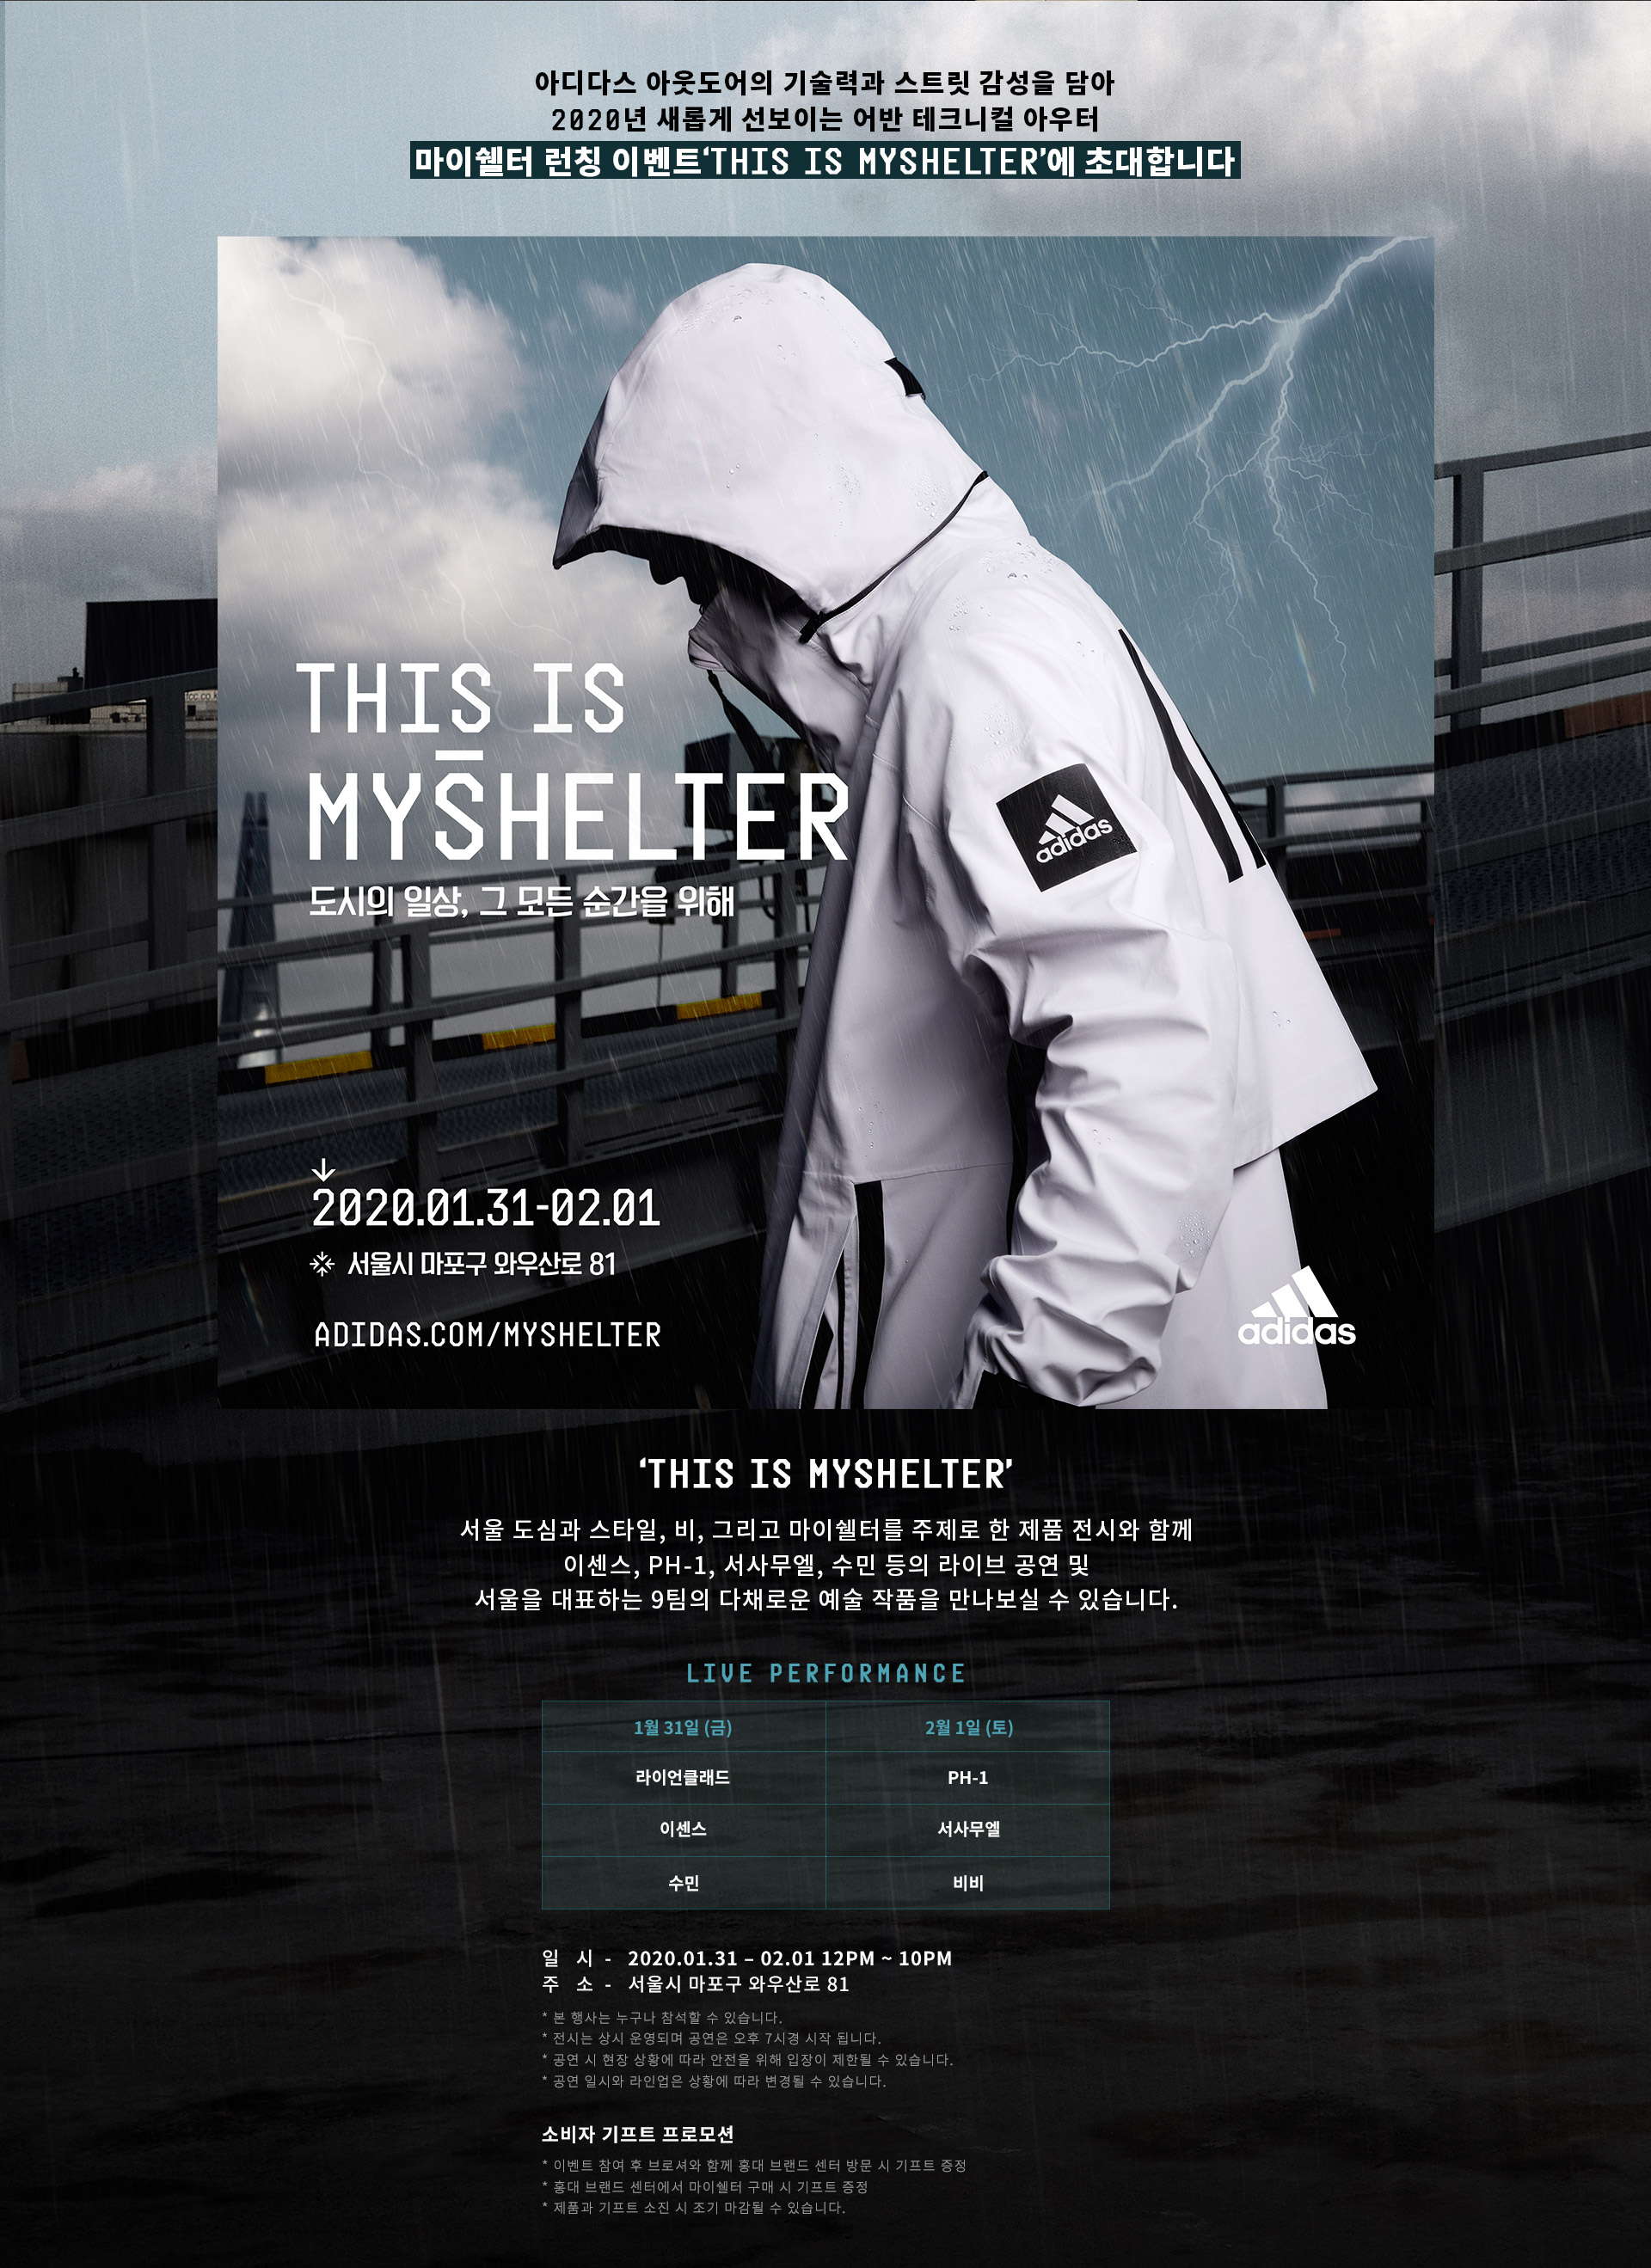 아디다스 아웃도어의 기술력과 스트릿 감성을 담아
2020년 새롭게 선보이는 어반 테크니컬 아우터
마이쉘터 런칭 이벤트‘THIS IS MYSHELTER’에 초대합니다
THIS IS
MYSHELTER
adidas
도시의 일상, 그 모든 순간을 위해
2020.01.31-02.01
서울시 마포구 와우산로 81
ADIDAS.COM/MYSHELTER
adidas
‘THIS IS MYSHELTER’
서울 도심과 스타일, 비, 그리고 마이쉘터를 주제로 한 제품 전시와 함께
이센스, PH-1, 서사무엘, 수민 등의 라이브 공연 및
서울을 대표하는 9팀의 다채로운 예술 작품을 만나보실 수 있습니다.
LIVE PERFORMANCE
1월 31일 (금) 2월 1일 (토)
라이언클래드 PH-1
이센스 서사무엘
수민 비비
일 시 - 2020.01.31 – 02.01 12PM ~ 10PM
주 소 - 서울시 마포구 와우산로 81
* 본 행사는 누구나 참석할 수 있습니다.
* 전시는 상시 운영되며 공연은 오후 7시경 시작 됩니다.
* 공연 시 현장 상황에 따라 안전을 위해 입장이 제한될 수 있습니다.
* 공연 일시와 라인업은 상황에 따라 변경될 수 있습니다.
소비자 기프트 프로모션
* 이벤트 참여 후 브로셔와 함께 홍대 브랜드 센터 방문 시 기프트 증정
* 홍대 브랜드 센터에서 마이쉘터 구매 시 기프트 증정
* 제품과 기프트 소진 시 조기 마감될 수 있습니다.